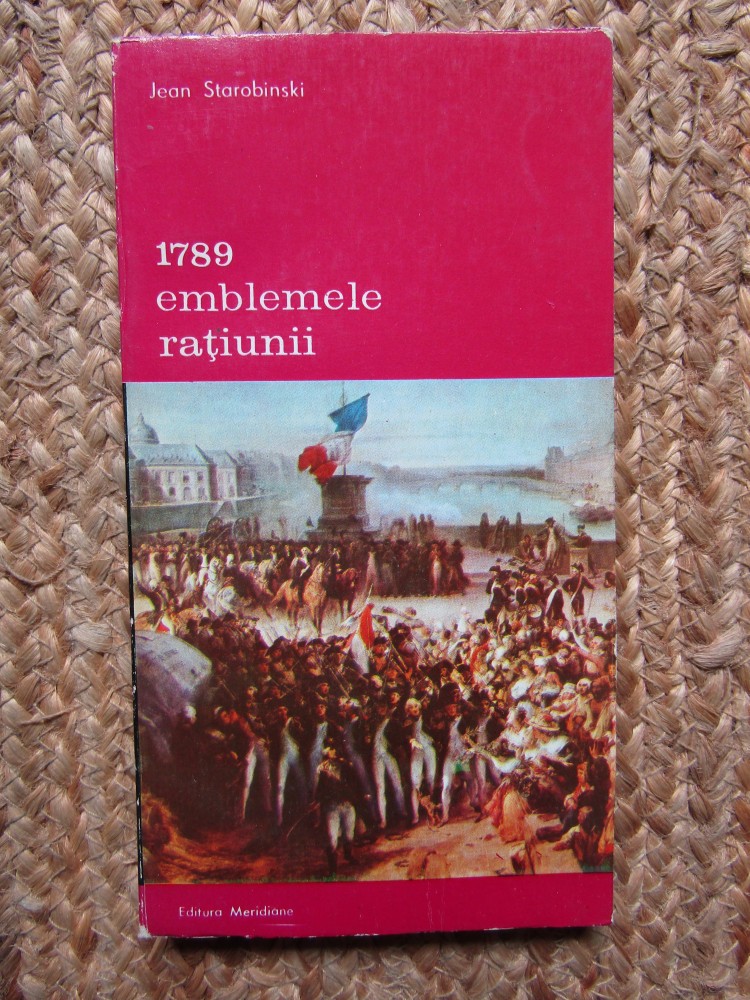 Jean Starobinski
1789
emblemele
raţiunii
Editura Meridiane